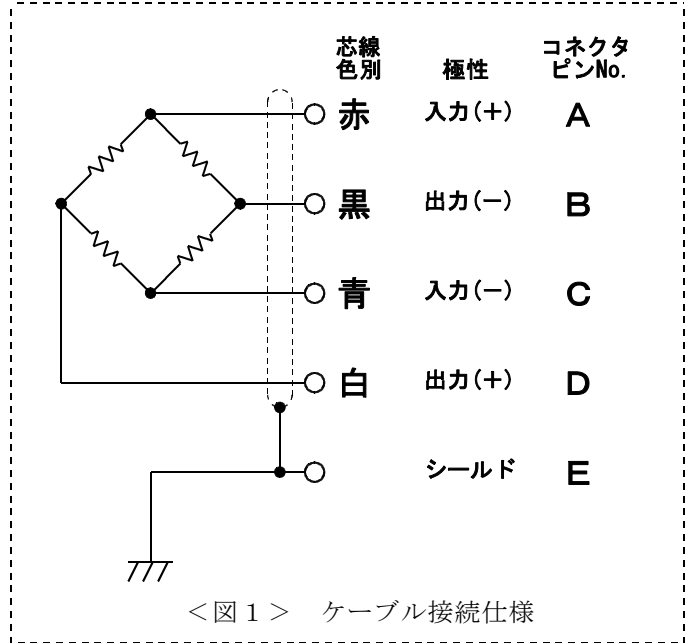 芯線
色別 極性 コネクタ
ピンNo.
赤 入力(+) A
黒 出力(-) B
青 入力(-) C
白 出力(+) D
シールド E
<図1> ケーブル接続仕様